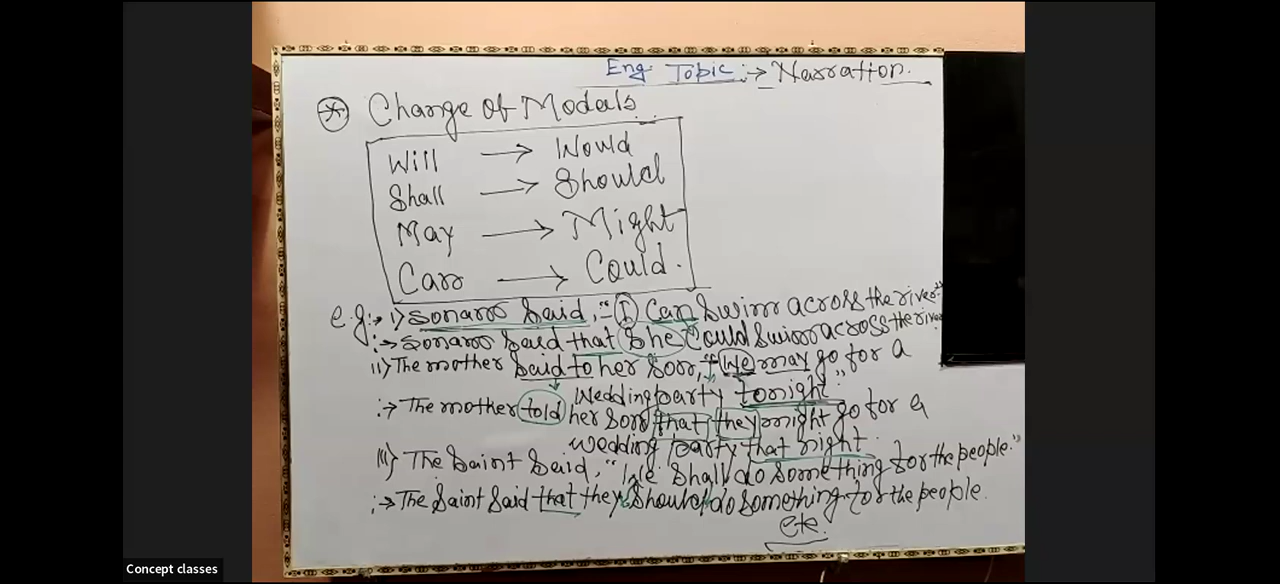 Eng. Topic :→ Narration.
Change of Modals
Will → Would
Shall → Should
May → Might
Can → Could.
e.g:→ i) Sonam Said, "I Can Swim across the river"
:→ Sonam Said that She Could Swim across the river
ii) The mother Said to her Son, "We may go for a
Wedding party tonight."
:→ The mother told her Son that they might go for a
wedding party that night.
iii) The Saint Said, "We Shall do Something for the people."
:→ The Saint Said that they Should do Something for the people.
etc.
Concept classes